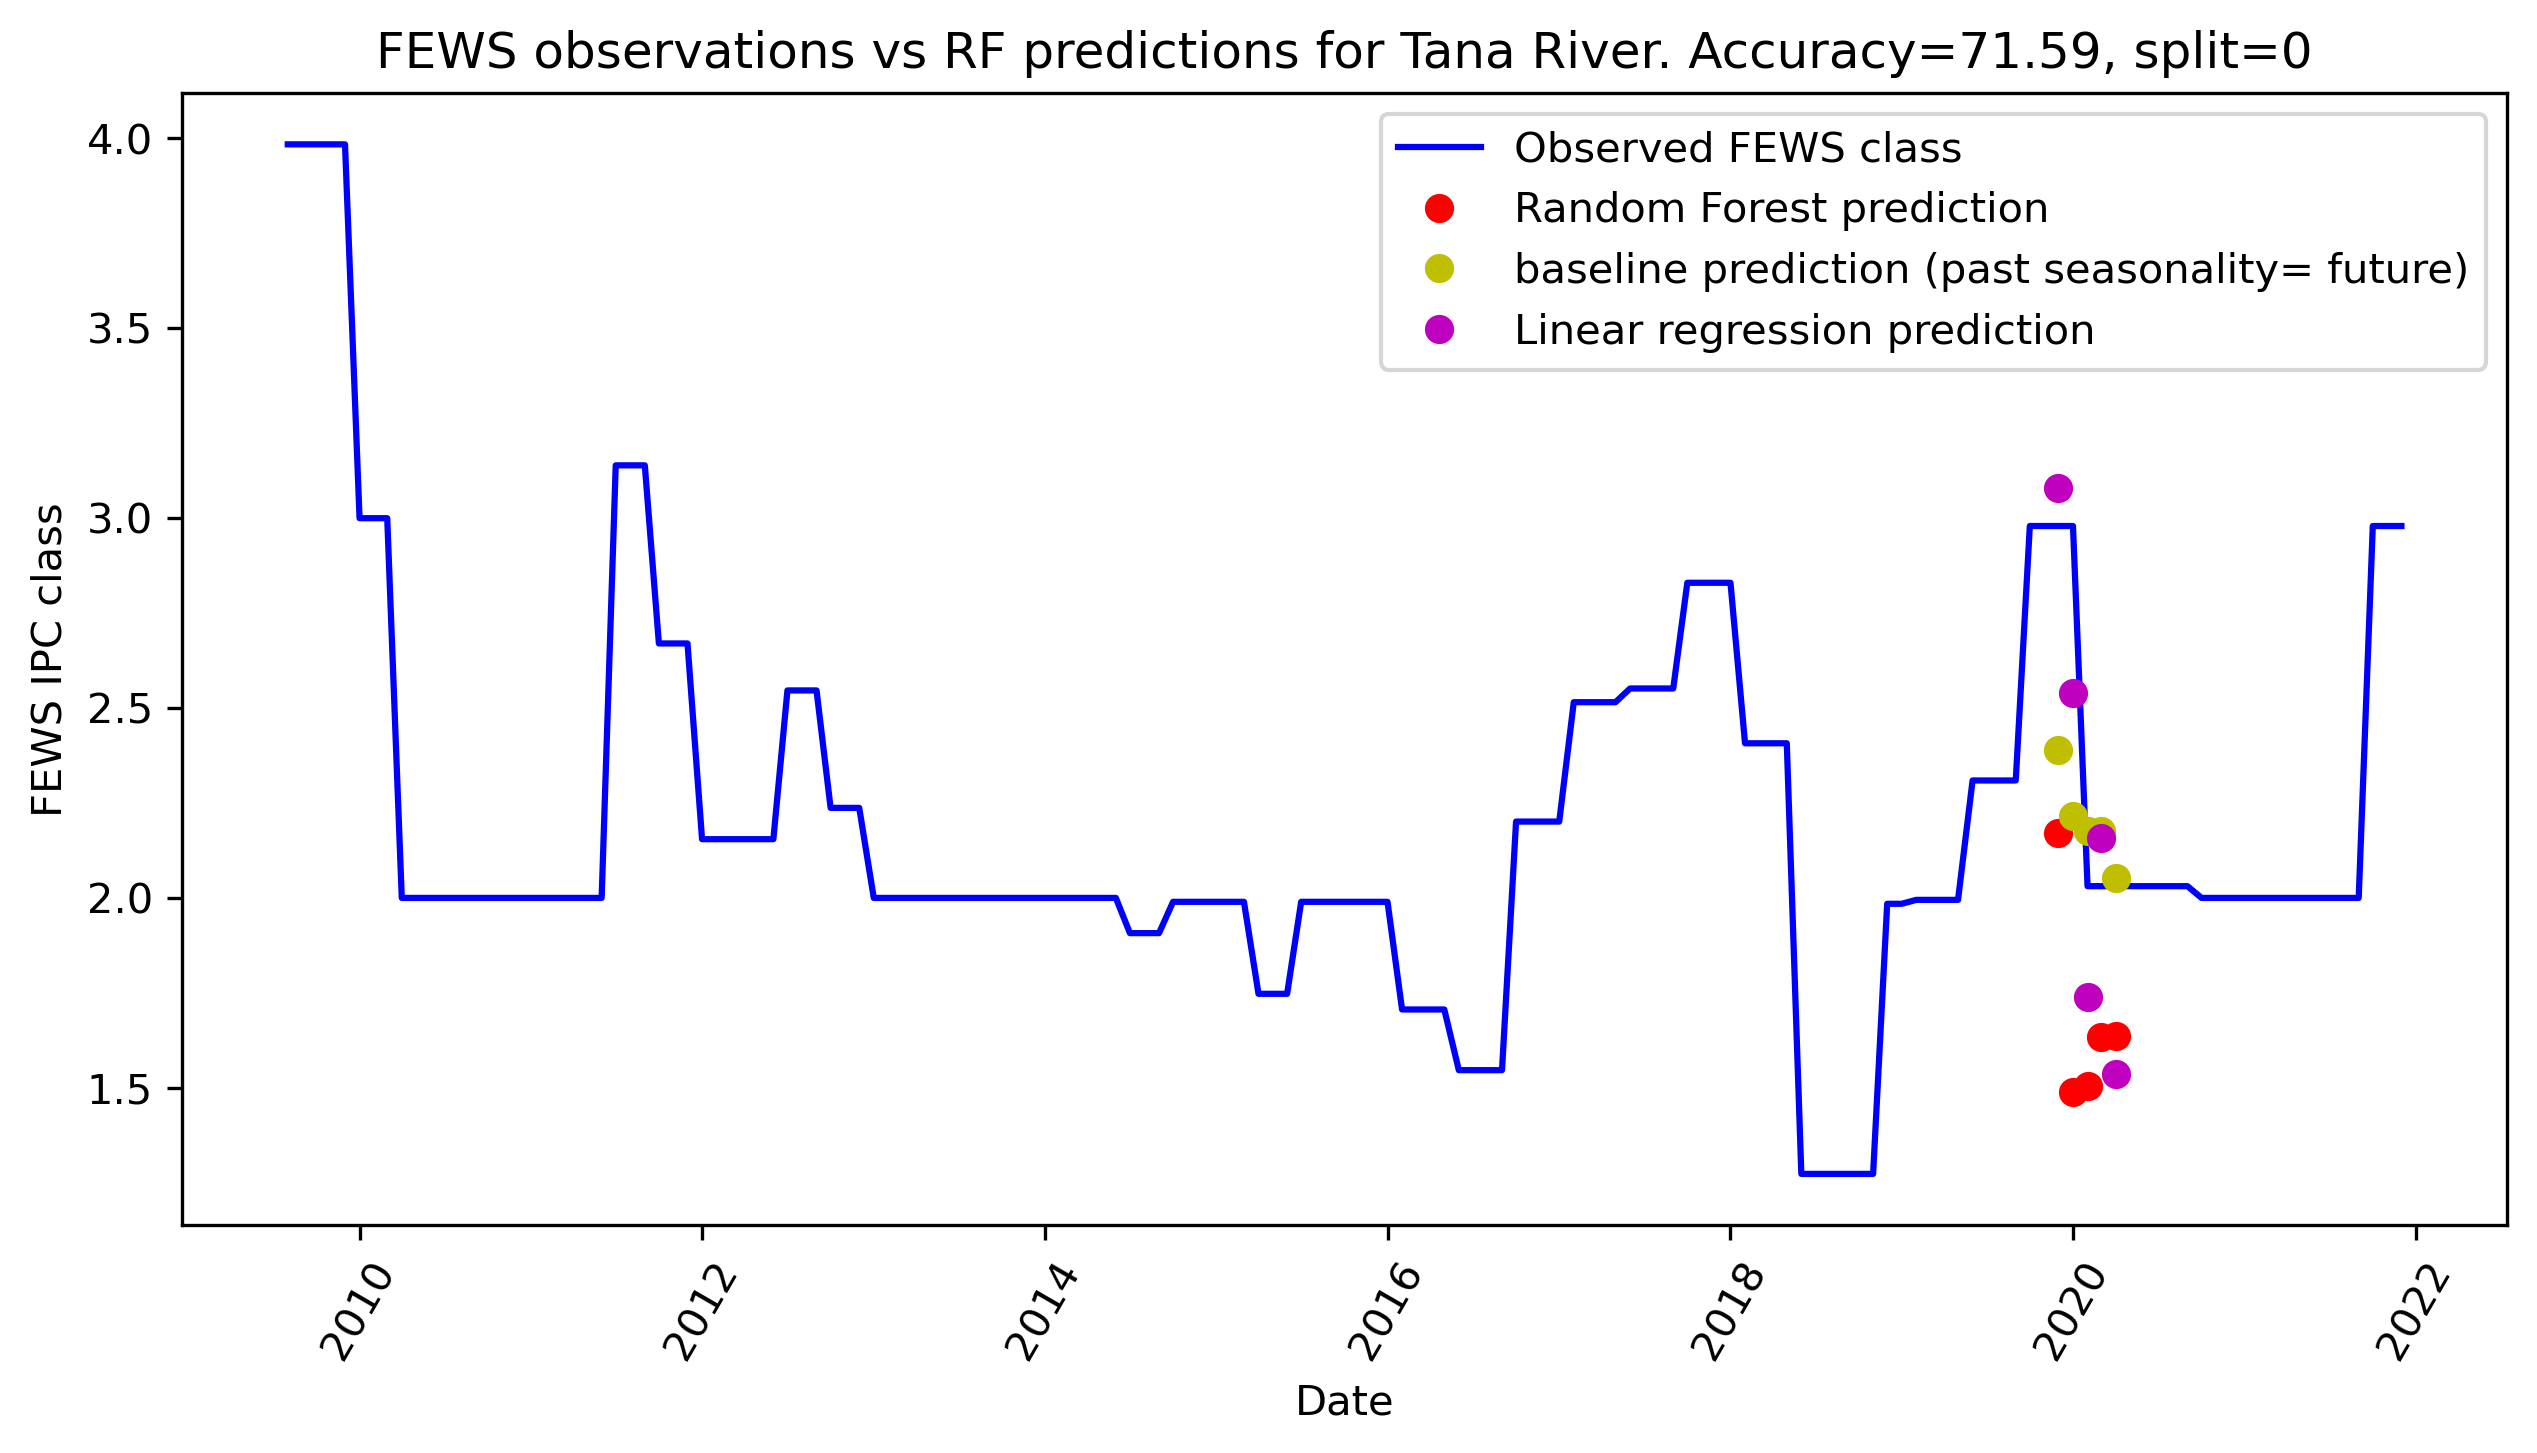 FEWS observations vs RF predictions for Tana River. Accuracy=71.59, split=0
Observed FEWS class
Random Forest prediction
baseline prediction (past seasonality= future)
Linear regression prediction
FEWS IPC class
4.0
3.5
3.0
2.5
2.0
1.5
2010
2012
2014
2016
2018
2020
2022
Date